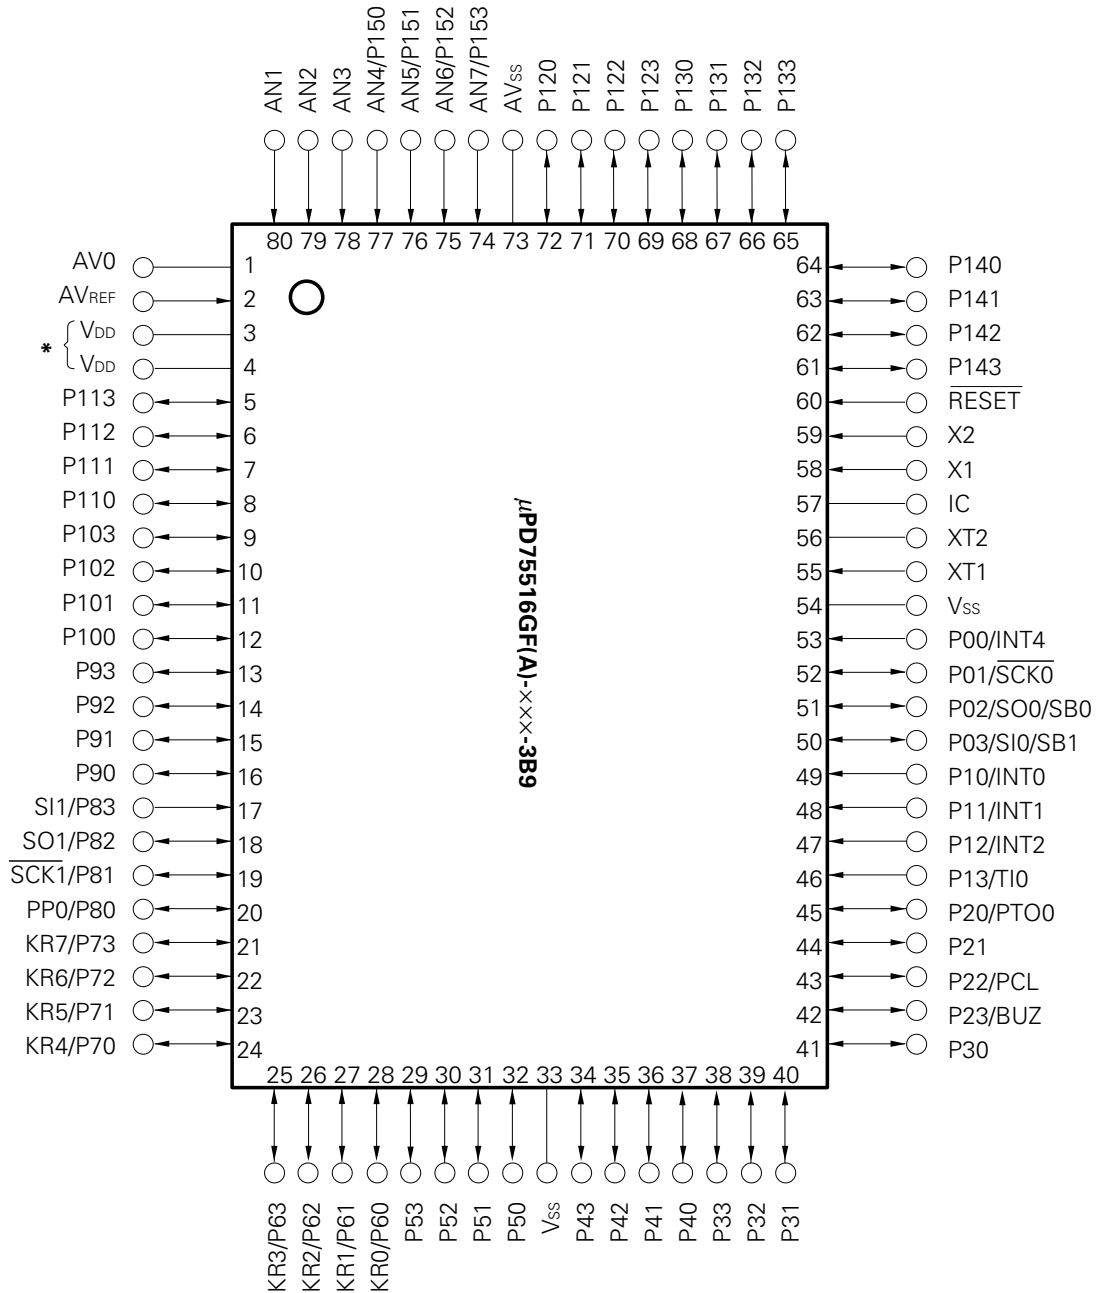 AN1
AN2
AN3
AN4/P150
AN5/P151
AN6/P152
AN7/P153
AVSS
P120
P121
P122
P123
P130
P131
P132
P133
80 79 78 77 76 75 74 73 72 71 70 69 68 67 66 65
AV0 1
AVREF 2
* { VDD 3
VDD 4
P113 5
P112 6
P111 7
P110 8
P103 9
P102 10
P101 11
P100 12
P93 13
P92 14
P91 15
P90 16
SI1/P83 17
SO1/P82 18
SCK1/P81 19
PP0/P80 20
KR7/P73 21
KR6/P72 22
KR5/P71 23
KR4/P70 24
μPD75516GF(A)-×××-3B9
64 P140
63 P141
62 P142
61 P143
60 RESET
59 X2
58 X1
57 IC
56 XT2
55 XT1
54 VSS
53 P00/INT4
52 P01/SCK0
51 P02/SO0/SB0
50 P03/SI0/SB1
49 P10/INT0
48 P11/INT1
47 P12/INT2
46 P13/TI0
45 P20/PTO0
44 P21
43 P22/PCL
42 P23/BUZ
41 P30
25 26 27 28 29 30 31 32 33 34 35 36 37 38 39 40
KR3/P63
KR2/P62
KR1/P61
KR0/P60
P53
P52
P51
P50
VSS
P43
P42
P41
P40
P33
P32
P31